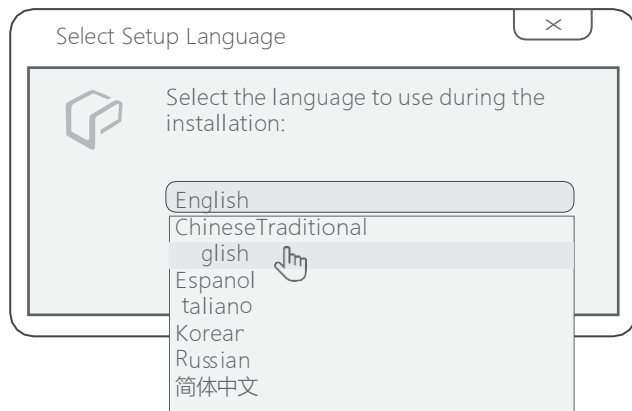 Select Setup Language
Select the language to use during the
installation:
English
ChineseTraditional
glish
Espanol
taliano
Korear
Russian
简体中文